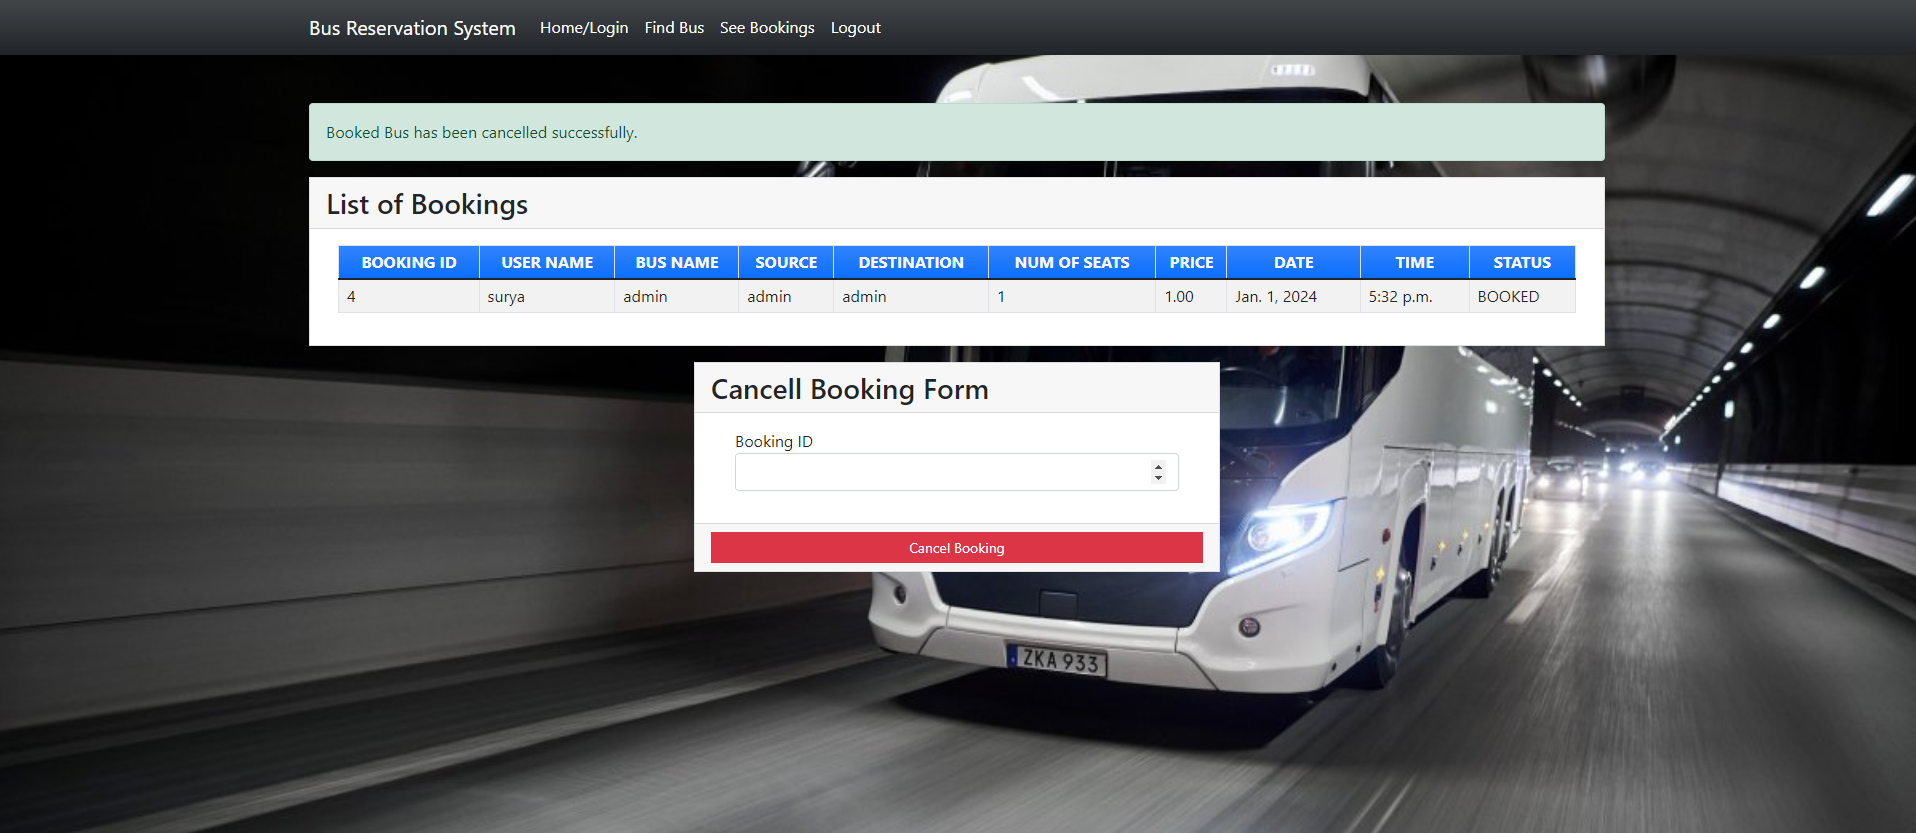 Bus Reservation System Home/Login Find Bus See Bookings Logout
Booked Bus has been cancelled successfully.
List of Bookings
BOOKING ID USER NAME BUS NAME SOURCE DESTINATION NUM OF SEATS PRICE DATE TIME STATUS
4 surya admin admin admin 1 1.00 Jan. 1, 2024 5:32 p.m. BOOKED
Cancell Booking Form
Booking ID
Cancel Booking
ZKA 933